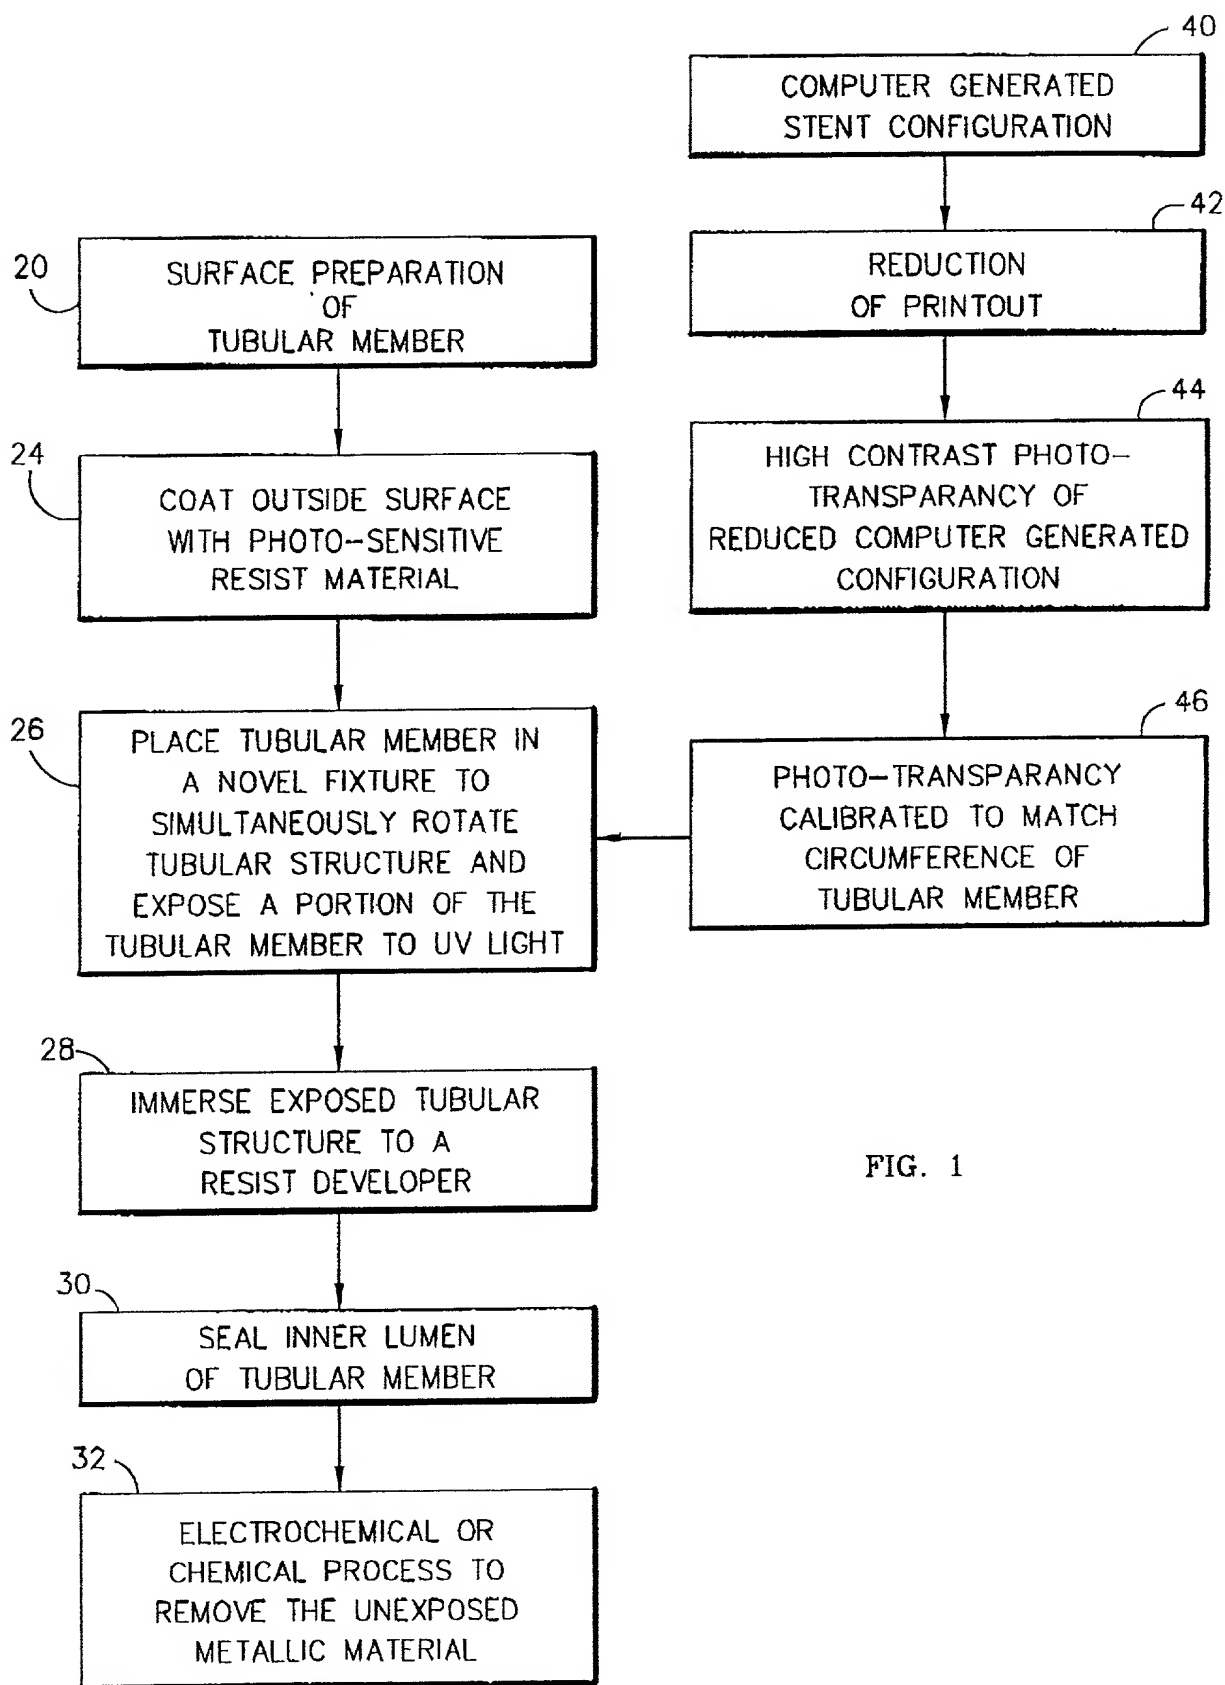 40
COMPUTER GENERATED
STENT CONFIGURATION
42
REDUCTION
OF PRINTOUT
44
HIGH CONTRAST PHOTO-
TRANSPARANCY OF
REDUCED COMPUTER GENERATED
CONFIGURATION
46
PHOTO-TRANSPARANCY
CALIBRATED TO MATCH
CIRCUMFERENCE OF
TUBULAR MEMBER
20
SURFACE PREPARATION
OF
TUBULAR MEMBER
24
COAT OUTSIDE SURFACE
WITH PHOTO-SENSITIVE
RESIST MATERIAL
26
PLACE TUBULAR MEMBER IN
A NOVEL FIXTURE TO
SIMULTANEOUSLY ROTATE
TUBULAR STRUCTURE AND
EXPOSE A PORTION OF THE
TUBULAR MEMBER TO UV LIGHT
28
IMMERSE EXPOSED TUBULAR
STRUCTURE TO A
RESIST DEVELOPER
30
SEAL INNER LUMEN
OF TUBULAR MEMBER
32
ELECTROCHEMICAL OR
CHEMICAL PROCESS TO
REMOVE THE UNEXPOSED
METALLIC MATERIAL
FIG. 1